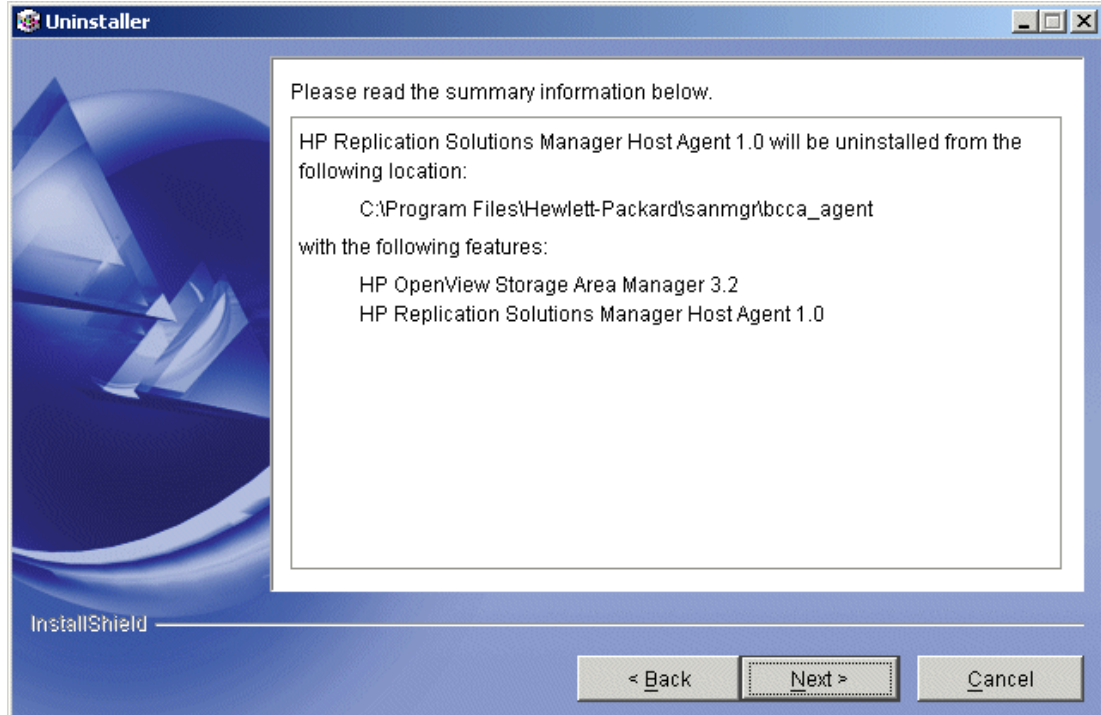 Uninstaller
Please read the summary information below.
HP Replication Solutions Manager Host Agent 1.0 will be uninstalled from the
following location:
C:\Program Files\Hewlett-Packard\sanmgr\bcca_agent
with the following features:
HP OpenView Storage Area Manager 3.2
HP Replication Solutions Manager Host Agent 1.0
InstallShield
< Back
Next >
Cancel